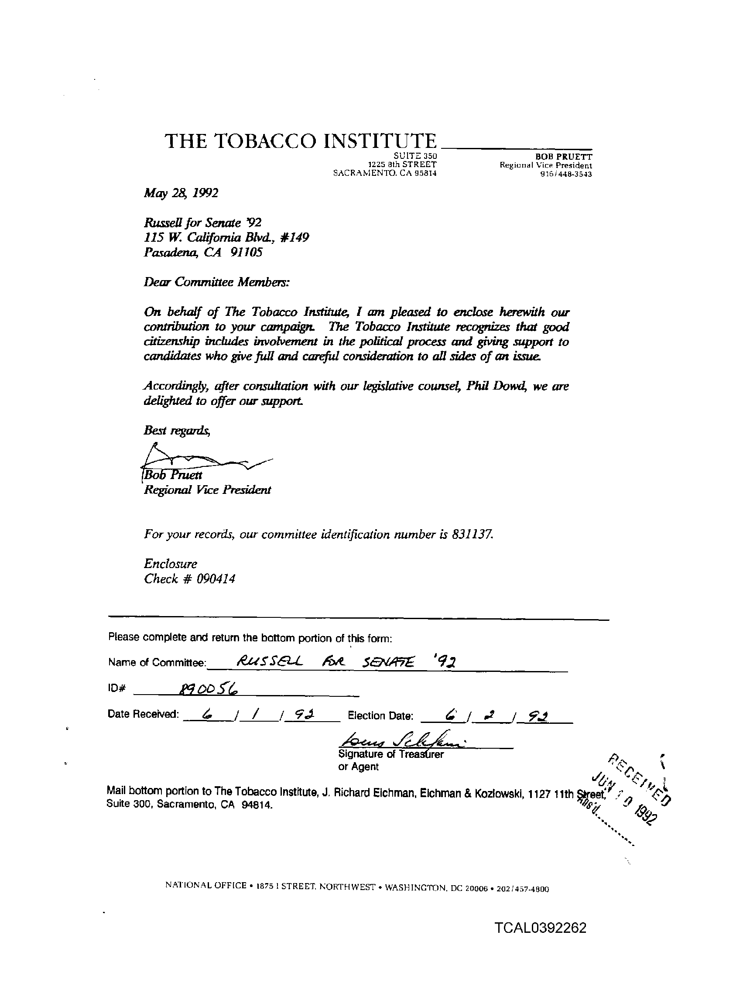 THE TOBACCO INSTITUTE
SUITE 350
1225 8th STREET
SACRAMENTO, CA 95814
BOB PRUETT
Regional Vice President
916/448-3543
May 28, 1992
Russell for Senate '92
115 W. California Blvd., #149
Pasadena, CA 91105
Dear Committee Members:
On behalf of The Tobacco Institute, I am pleased to enclose herewith our
contribution to your campaign. The Tobacco Institute recognizes that good
citizenship includes involvement in the political process and giving support to
candidates who give full and careful consideration to all sides of an issue.
Accordingly, after consultation with our legislative counsel, Phil Dowd, we are
delighted to offer our support.
Best regards,
Bob Pruett
Regional Vice President
For your records, our committee identification number is 831137.
Enclosure
Check # 090414
Please complete and return the bottom portion of this form:
Name of Committee: RUSSELL FOR SENATE '92
ID# 890056
Date Received: 6 / 1 / 92 Election Date: 6 / 2 / 92
Signature of Treasurer
or Agent
Mail bottom portion to The Tobacco Institute, J. Richard Eichman, Eichman & Kozlowski, 1127 11th Street,
Suite 300, Sacramento, CA 94814.
RECEIVED
JUN 10 1992
Ans'd.............
NATIONAL OFFICE • 1875 I STREET, NORTHWEST • WASHINGTON, DC 20006 • 202/457-4800
TCAL0392262